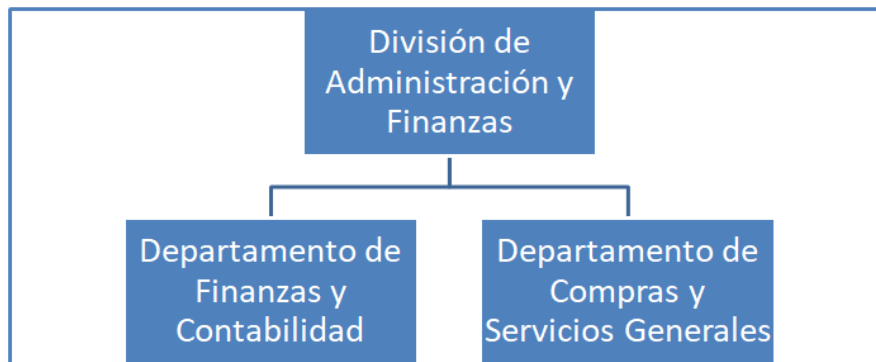 División de
Administración y
Finanzas
Departamento de
Finanzas y
Contabilidad
Departamento de
Compras y
Servicios Generales